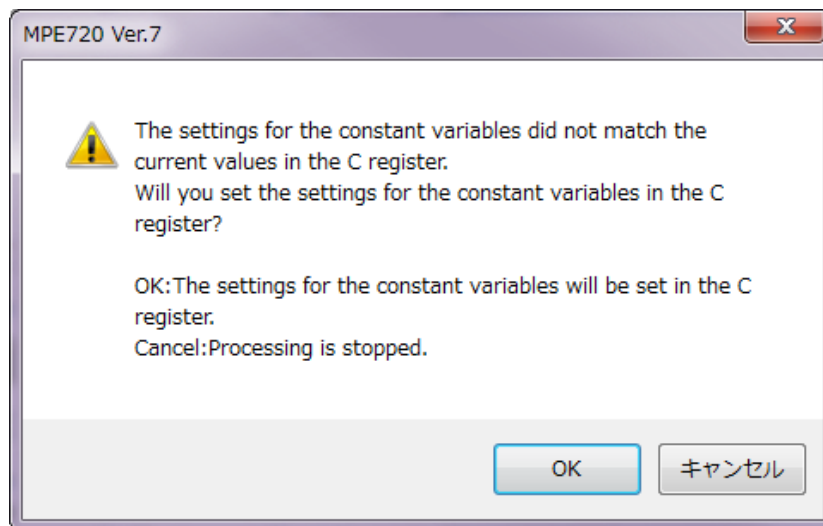 MPE720 Ver.7
The settings for the constant variables did not match the
current values in the C register.
Will you set the settings for the constant variables in the C
register?
OK:The settings for the constant variables will be set in the C
register.
Cancel:Processing is stopped.
OK
キャンセル